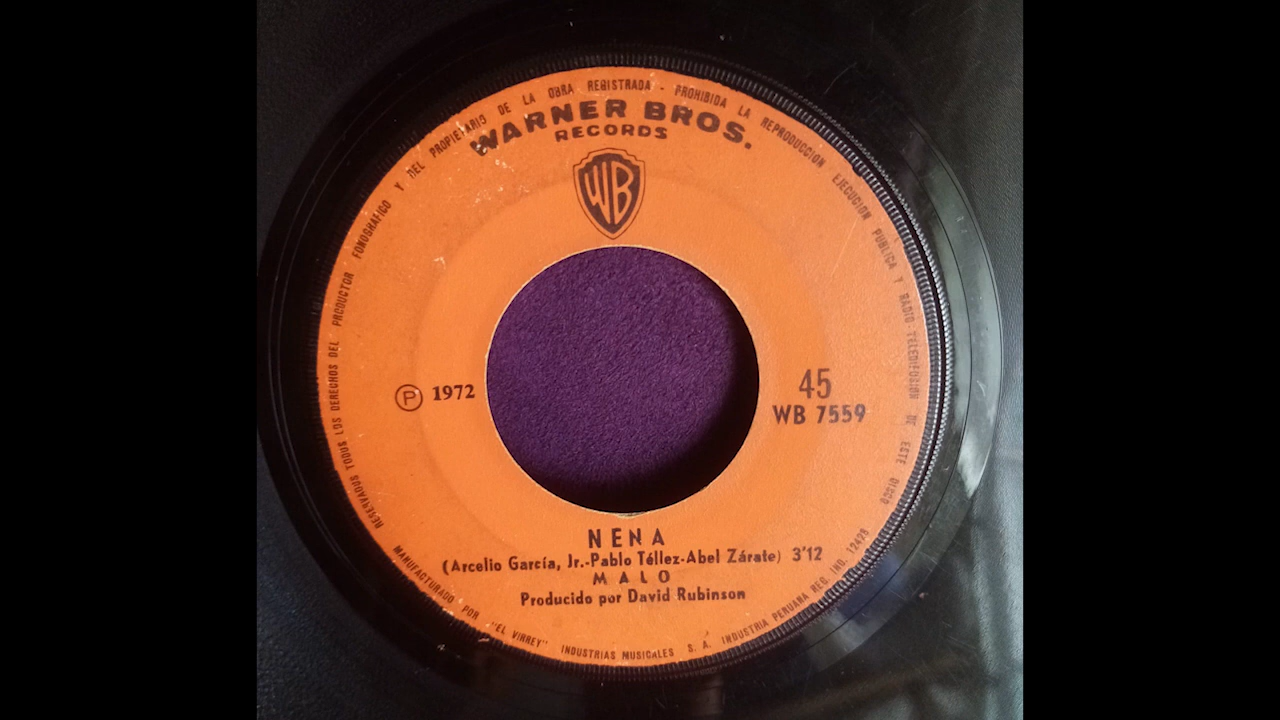 RESERVADOS TODOS LOS DERECHOS DEL PRODUCTOR FONOGRAFICO Y DEL PROPIETARIO DE LA OBRA REGISTRADA - PROHIBIDA LA REPRODUCCION EJECUCION PUBLICA Y RADIO TELEDIFUSION DE ESTE DISCO
WARNER BROS.
RECORDS
WB
℗ 1972
45
WB 7559
NENA
(Arcelio García, Jr.-Pablo Téllez-Abel Zárate) 3'12
MALO
Producido por David Rubinson
MANUFACTURADO POR "EL VIRREY" INDUSTRIAS MUSICALES S. A. INDUSTRIA PERUANA REG. IND. 12478